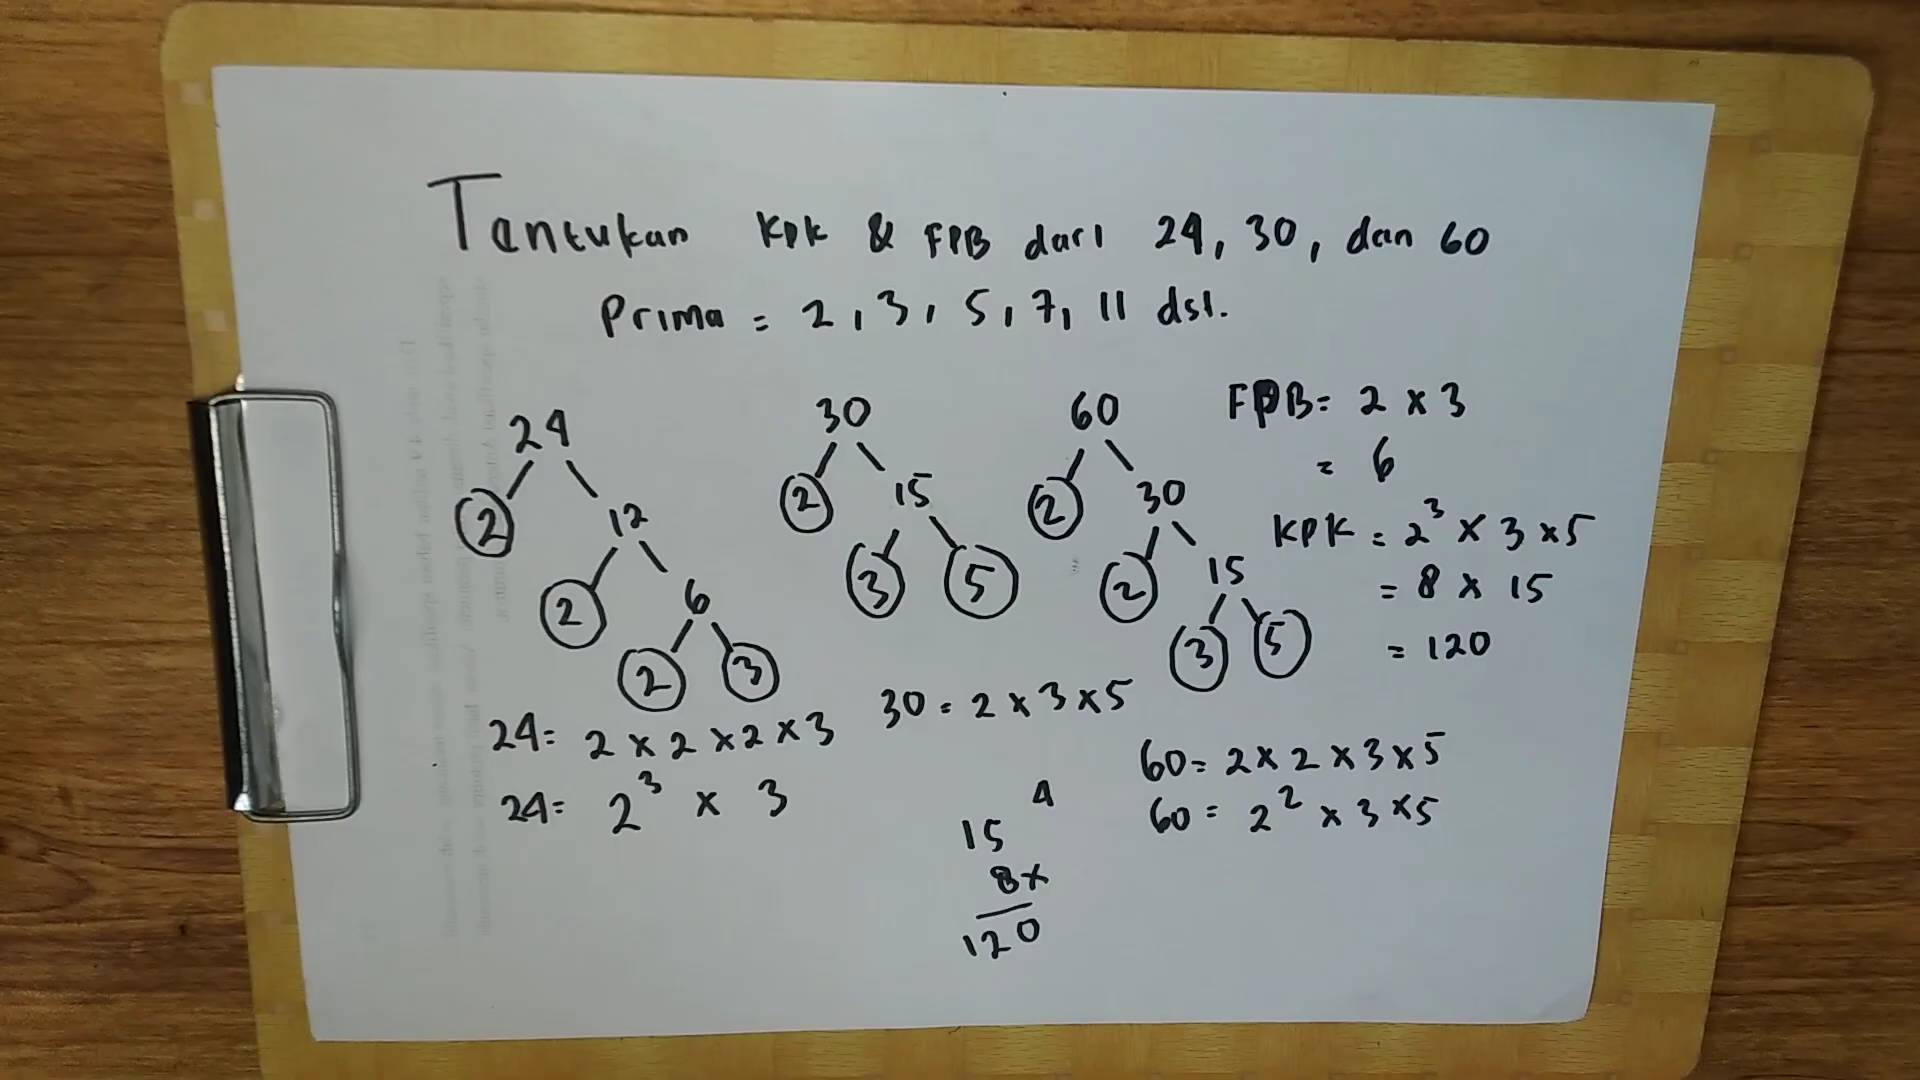 Tentukan KPK & FPB dari 24, 30, dan 60
Prima = 2, 3, 5, 7, 11 dst.
24
2 12
2 6
2 3
24 = 2 x 2 x 2 x 3
24 = 2³ x 3
30
2 15
3 5
30 = 2 x 3 x 5
60
2 30
2 15
3 5
60 = 2 x 2 x 3 x 5
60 = 2² x 3 x 5
FPB = 2 x 3
= 6
KPK = 2³ x 3 x 5
= 8 x 15
= 120
4
15
8 x
120